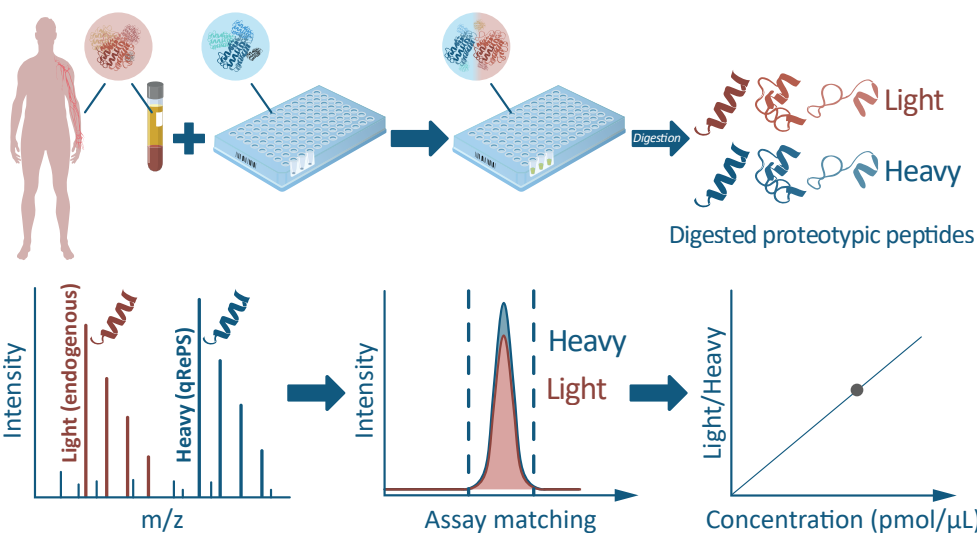 Digestion
Light
Heavy
Digested proteotypic peptides
Intensity
Light (endogenous)
Heavy (qRePS)
m/z
Intensity
Heavy
Light
Assay matching
Light/Heavy
Concentration (pmol/µL)